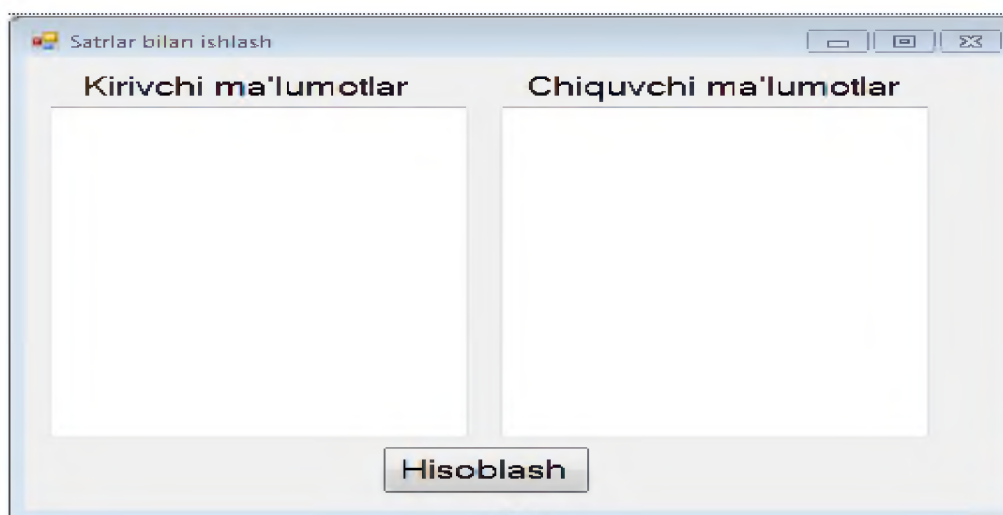 Satrlar bilan ishlash
Kirivchi ma'lumotlar
Chiquvchi ma'lumotlar
Hisoblash